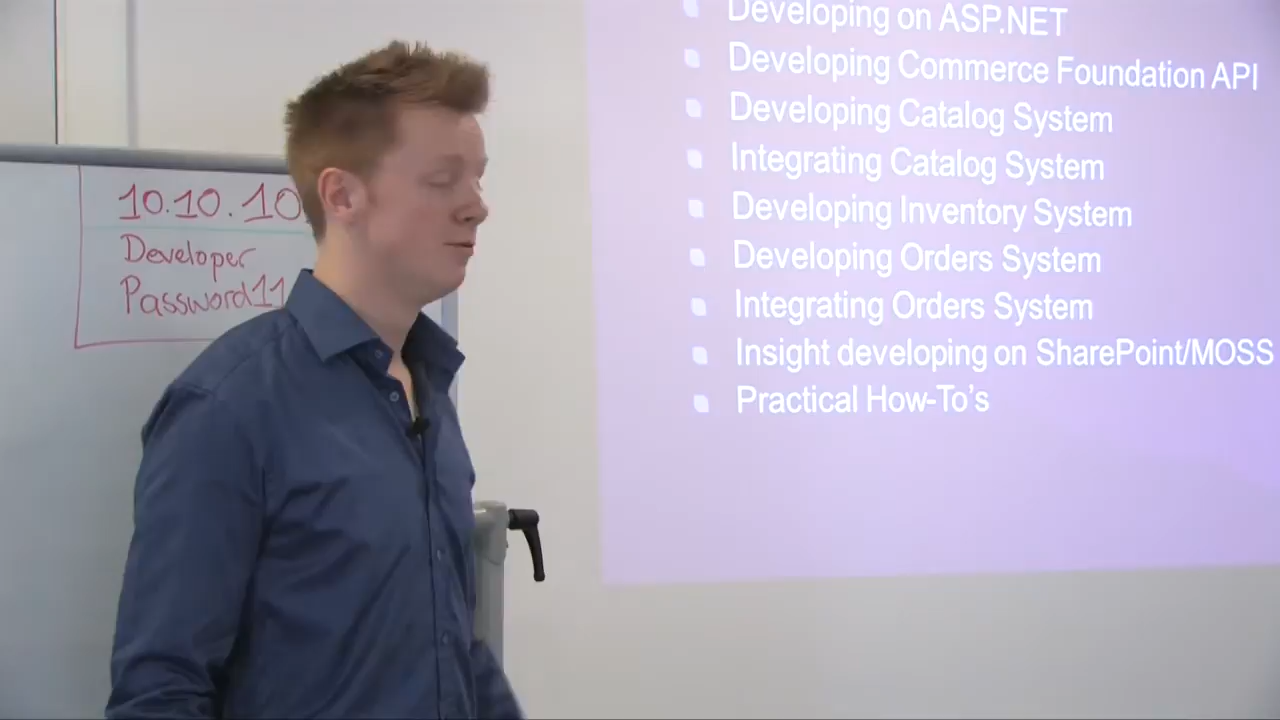 10.10.10
Developer
Password11
Developing on ASP.NET
Developing Commerce Foundation API
Developing Catalog System
Integrating Catalog System
Developing Inventory System
Developing Orders System
Integrating Orders System
Insight developing on SharePoint/MOSS
Practical How-To's